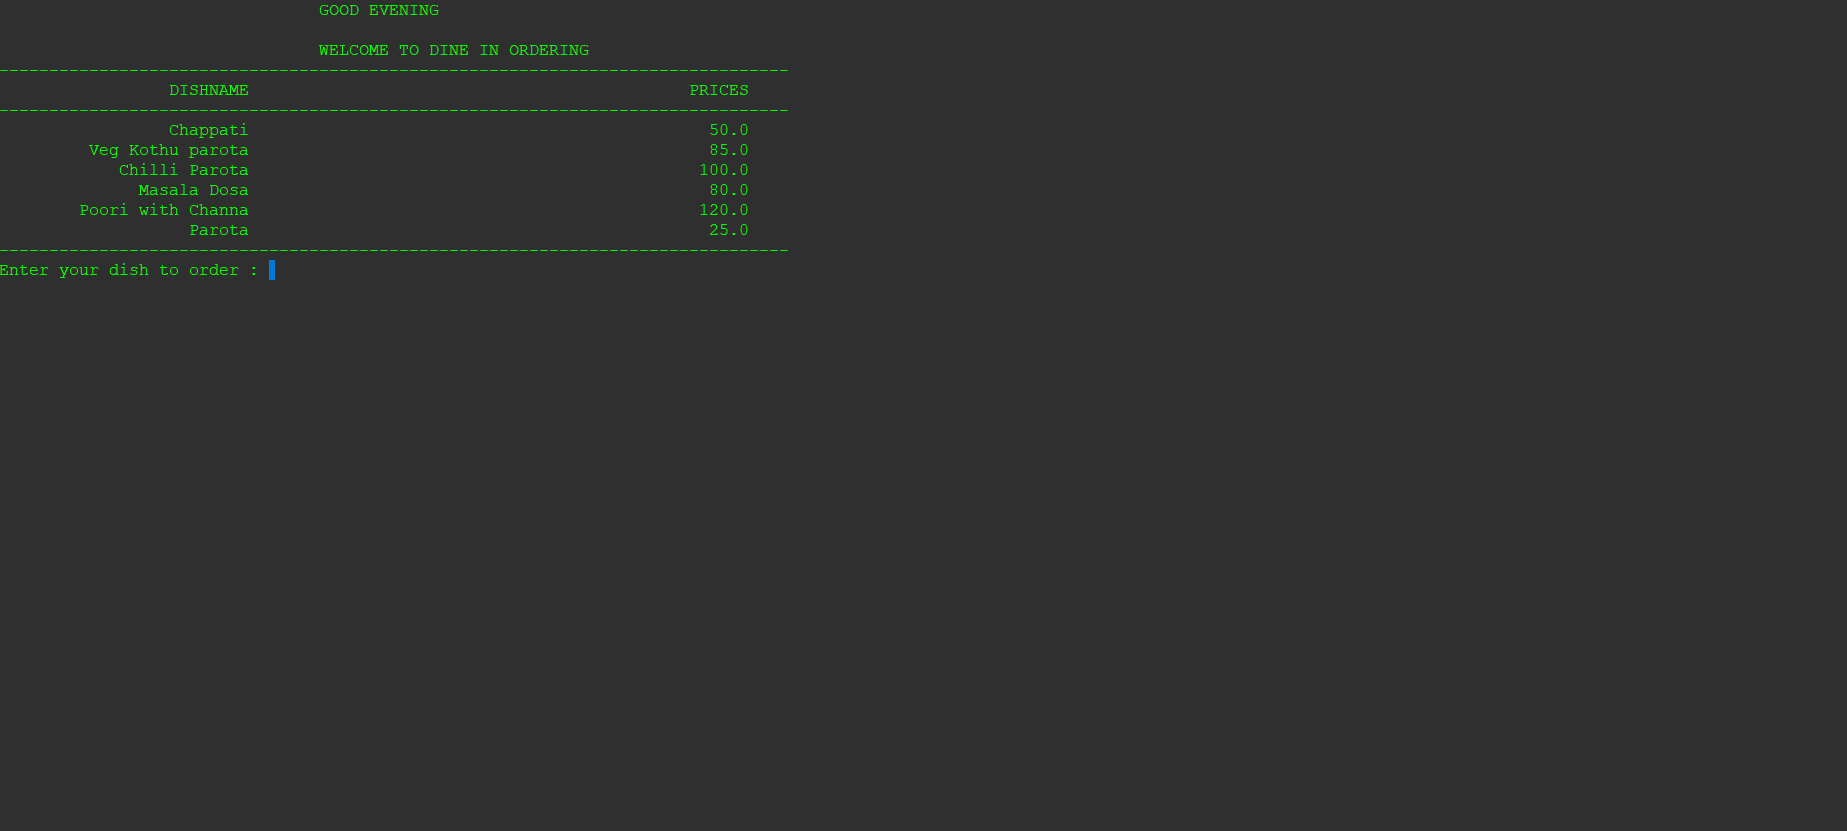 GOOD EVENING
WELCOME TO DINE IN ORDERING
-------------------------------------------------------------------------------
DISHNAME PRICES
-------------------------------------------------------------------------------
Chappati 50.0
Veg Kothu parota 85.0
Chilli Parota 100.0
Masala Dosa 80.0
Poori with Channa 120.0
Parota 25.0
-------------------------------------------------------------------------------
Enter your dish to order :